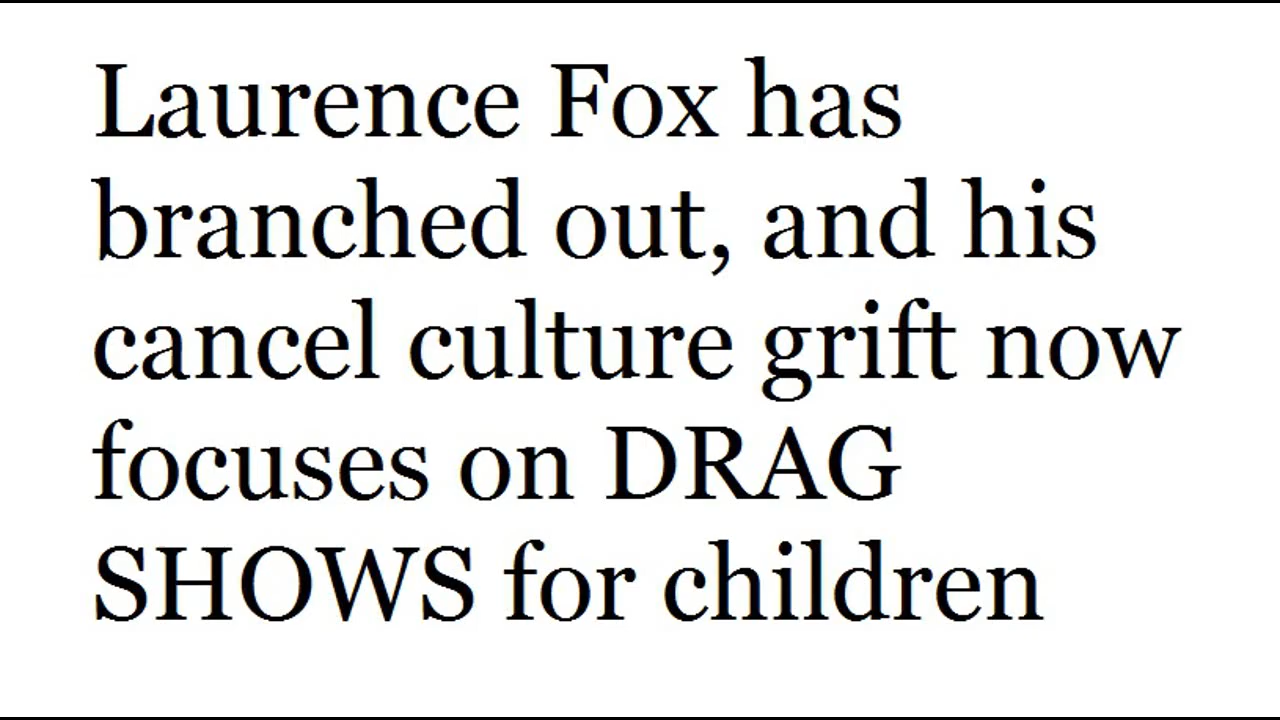 Laurence Fox has
branched out, and his
cancel culture grift now
focuses on DRAG
SHOWS for children